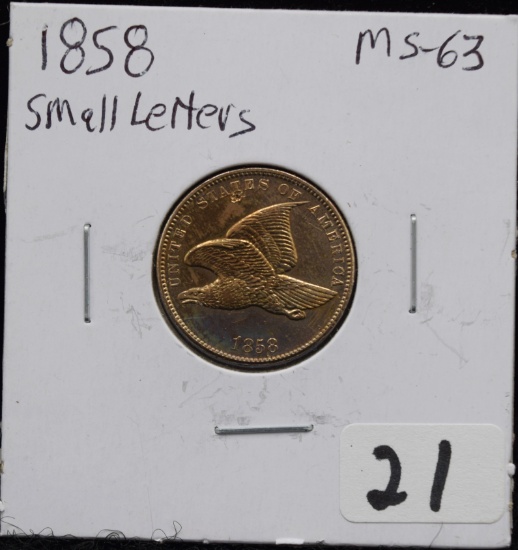 1858 MS-63
Small Letters
UNITED STATES OF AMERICA
1858
21